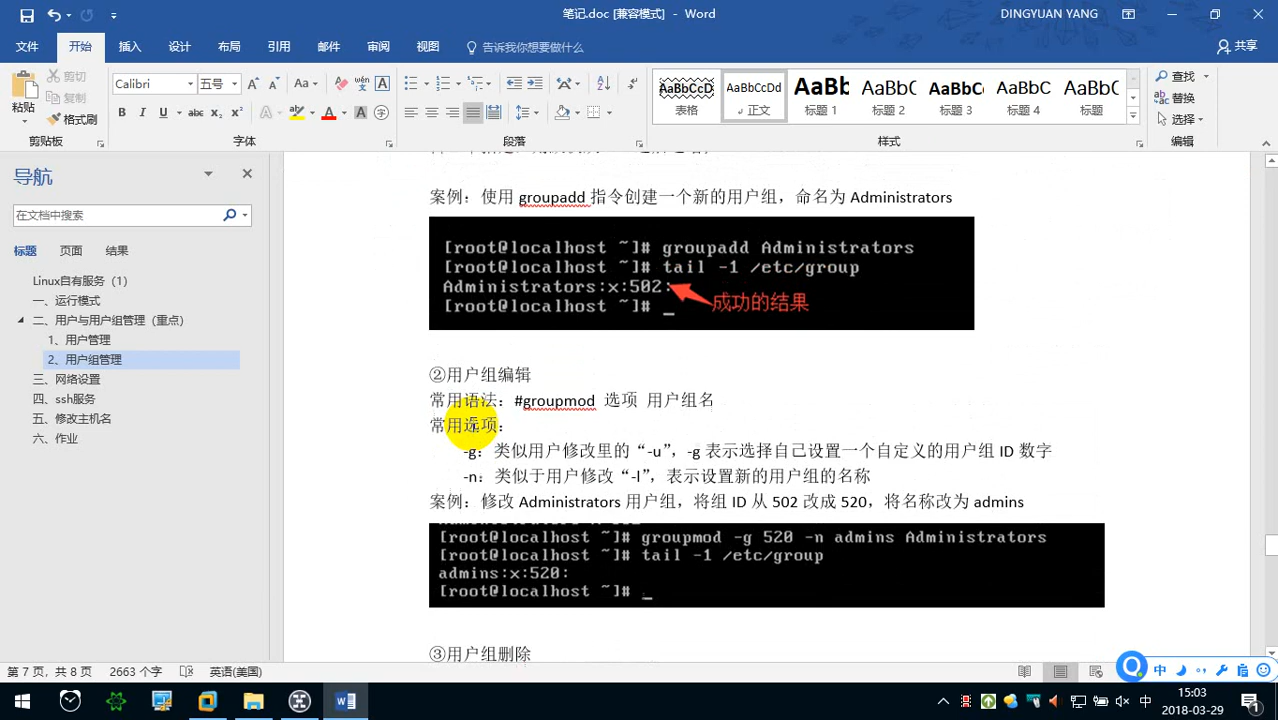 笔记.doc [兼容模式] - Word
DINGYUAN YANG
文件 开始 插入 设计 布局 引用 邮件 审阅 视图 告诉我你想要做什么 共享
剪切
复制
格式刷
粘贴
剪贴板
Calibri 五号
字体
段落
AaBbCcD AaBbCcDd AaBb AaBbC AaBbC AaBbC AaBbC
表格 正文 标题 1 标题 2 标题 3 标题 4 标题
样式
查找
替换
选择
编辑
导航
在文档中搜索
标题 页面 结果
Linux自有服务（1）
一、运行模式
二、用户与用户组管理（重点）
1、用户管理
2、用户组管理
三、网络设置
四、ssh服务
五、修改主机名
六、作业
案例：使用 groupadd 指令创建一个新的用户组，命名为 Administrators
[root@localhost ~]# groupadd Administrators
[root@localhost ~]# tail -1 /etc/group
Administrators:x:502:
成功的结果
[root@localhost ~]# _
②用户组编辑
常用语法：#groupmod 选项 用户组名
常用选项：
-g：类似用户修改里的“-u”，-g 表示选择自己设置一个自定义的用户组 ID 数字
-n：类似于用户修改“-l”，表示设置新的用户组的名称
案例：修改 Administrators 用户组，将组 ID 从 502 改成 520，将名称改为 admins
[root@localhost ~]# groupmod -g 520 -n admins Administrators
[root@localhost ~]# tail -1 /etc/group
admins:x:520:
[root@localhost ~]# _
③用户组删除
第 7 页，共 8 页 2663 个字 英语(美国)
中
中
15:03
2018-03-29